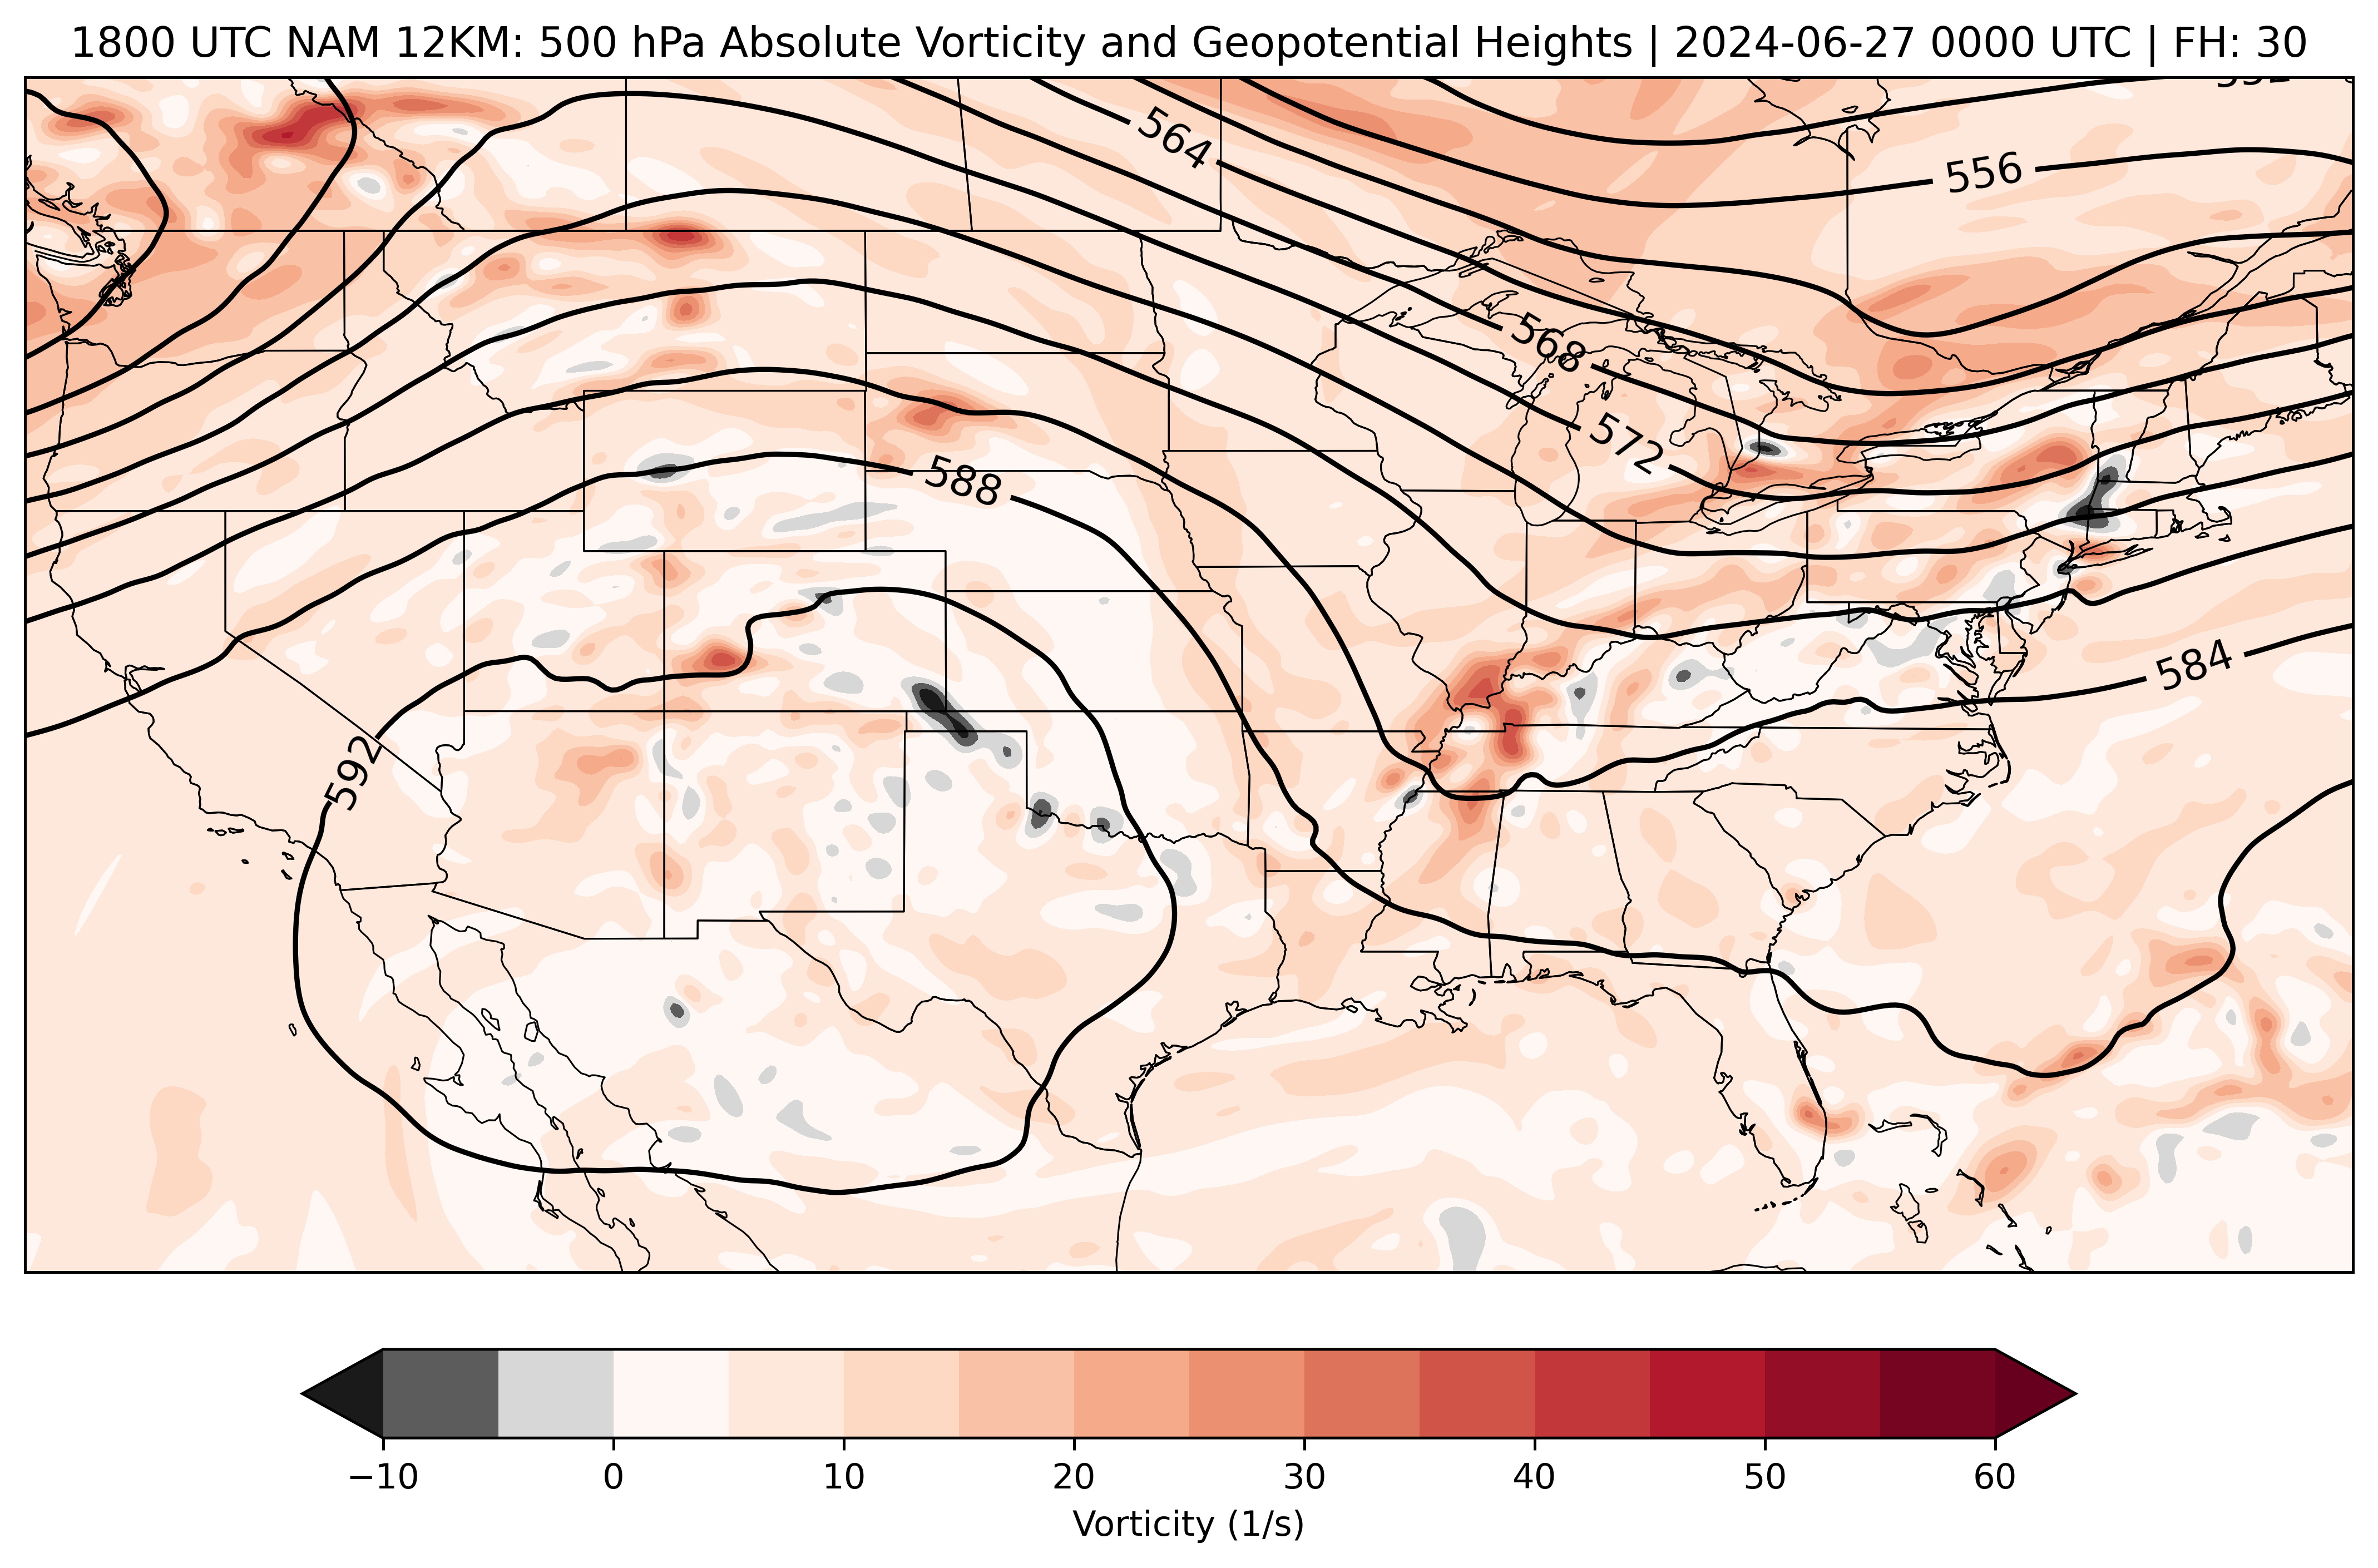 1800 UTC NAM 12KM: 500 hPa Absolute Vorticity and Geopotential Heights | 2024-06-27 0000 UTC | FH: 30
564
556
568
572
588
584
592
−10 0 10 20 30 40 50 60
Vorticity (1/s)